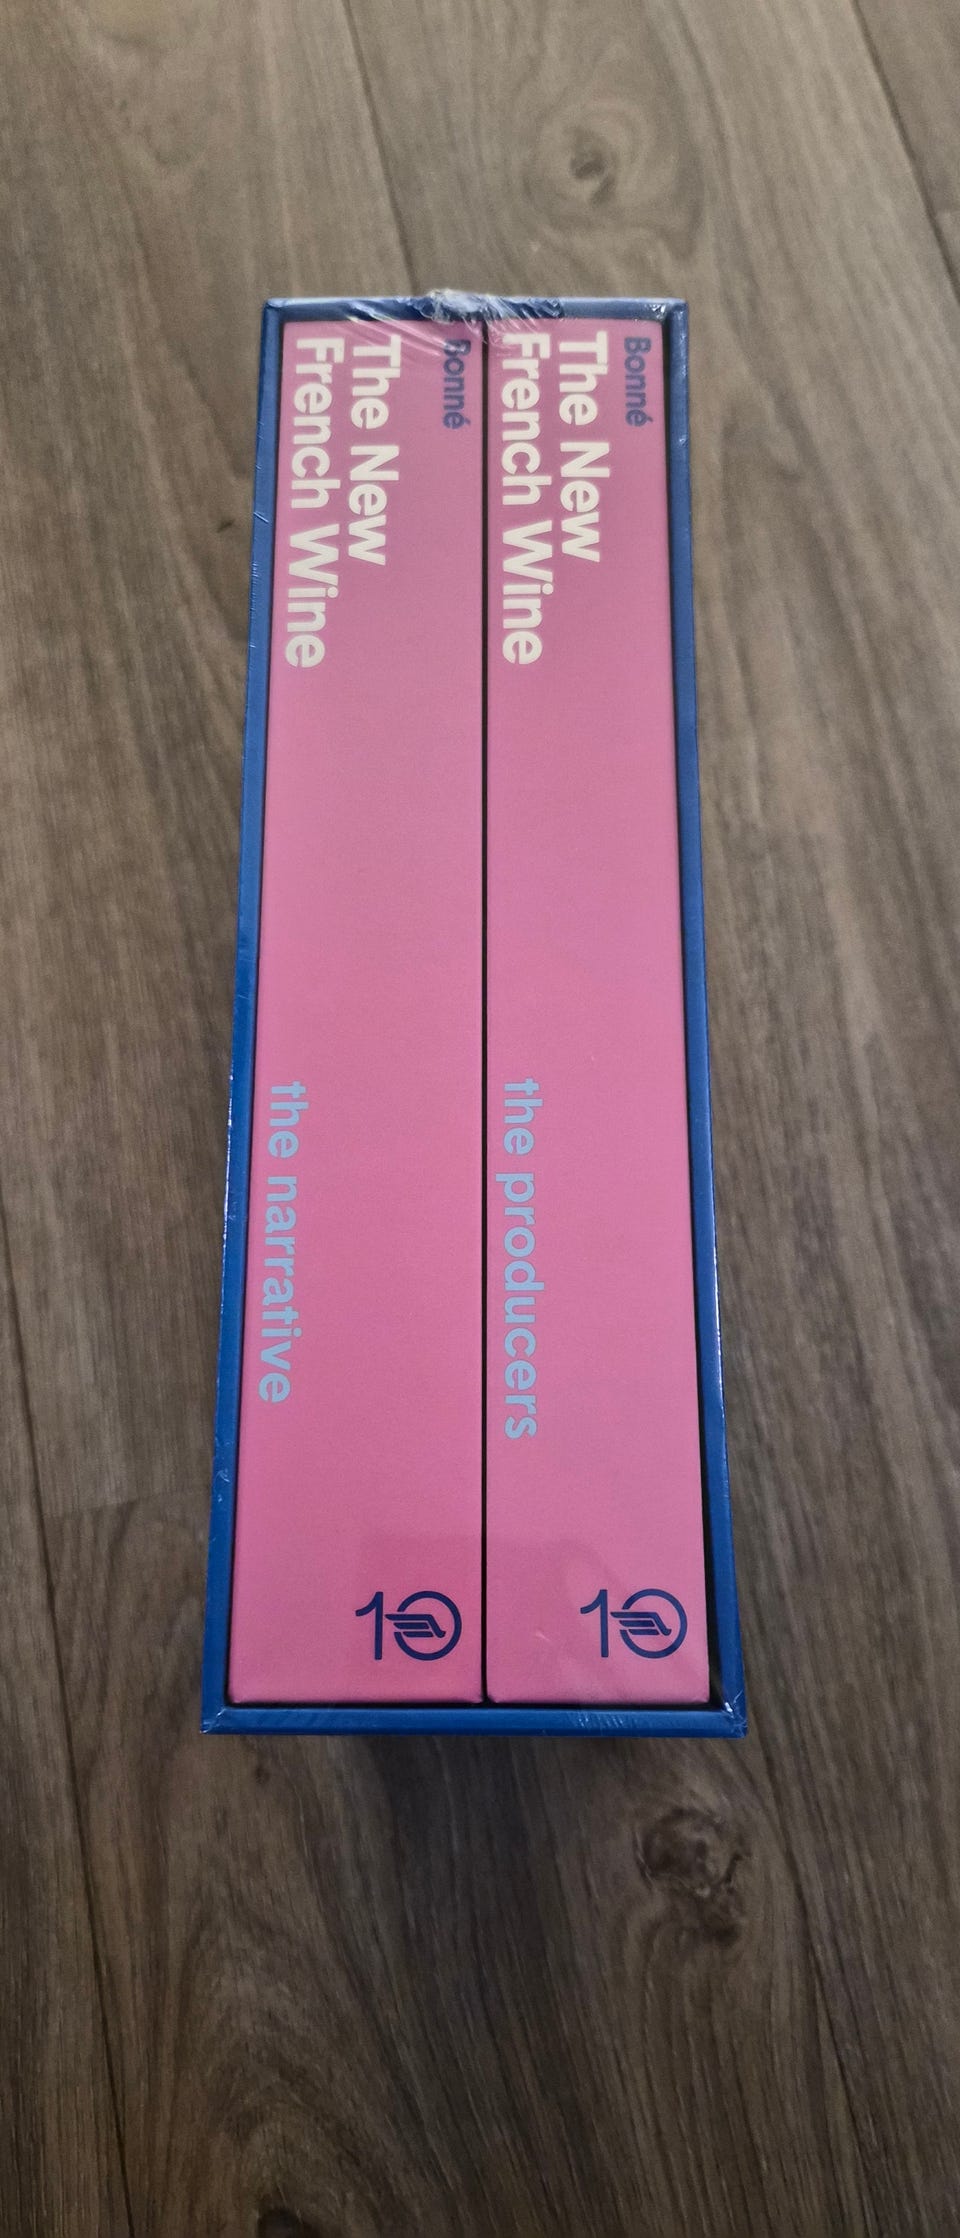 Bonné
The New
French Wine
the narrative
10
Bonné
The New
French Wine
the producers
10